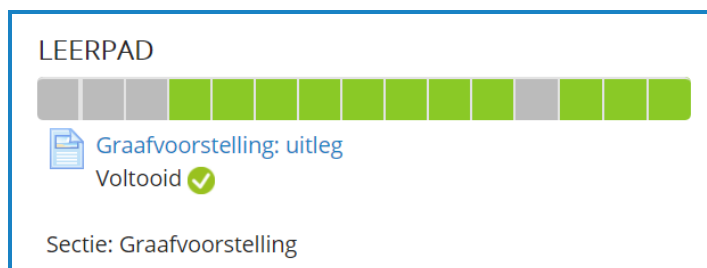 LEERPAD
Graafvoorstelling: uitleg
Voltooid
Sectie: Graafvoorstelling